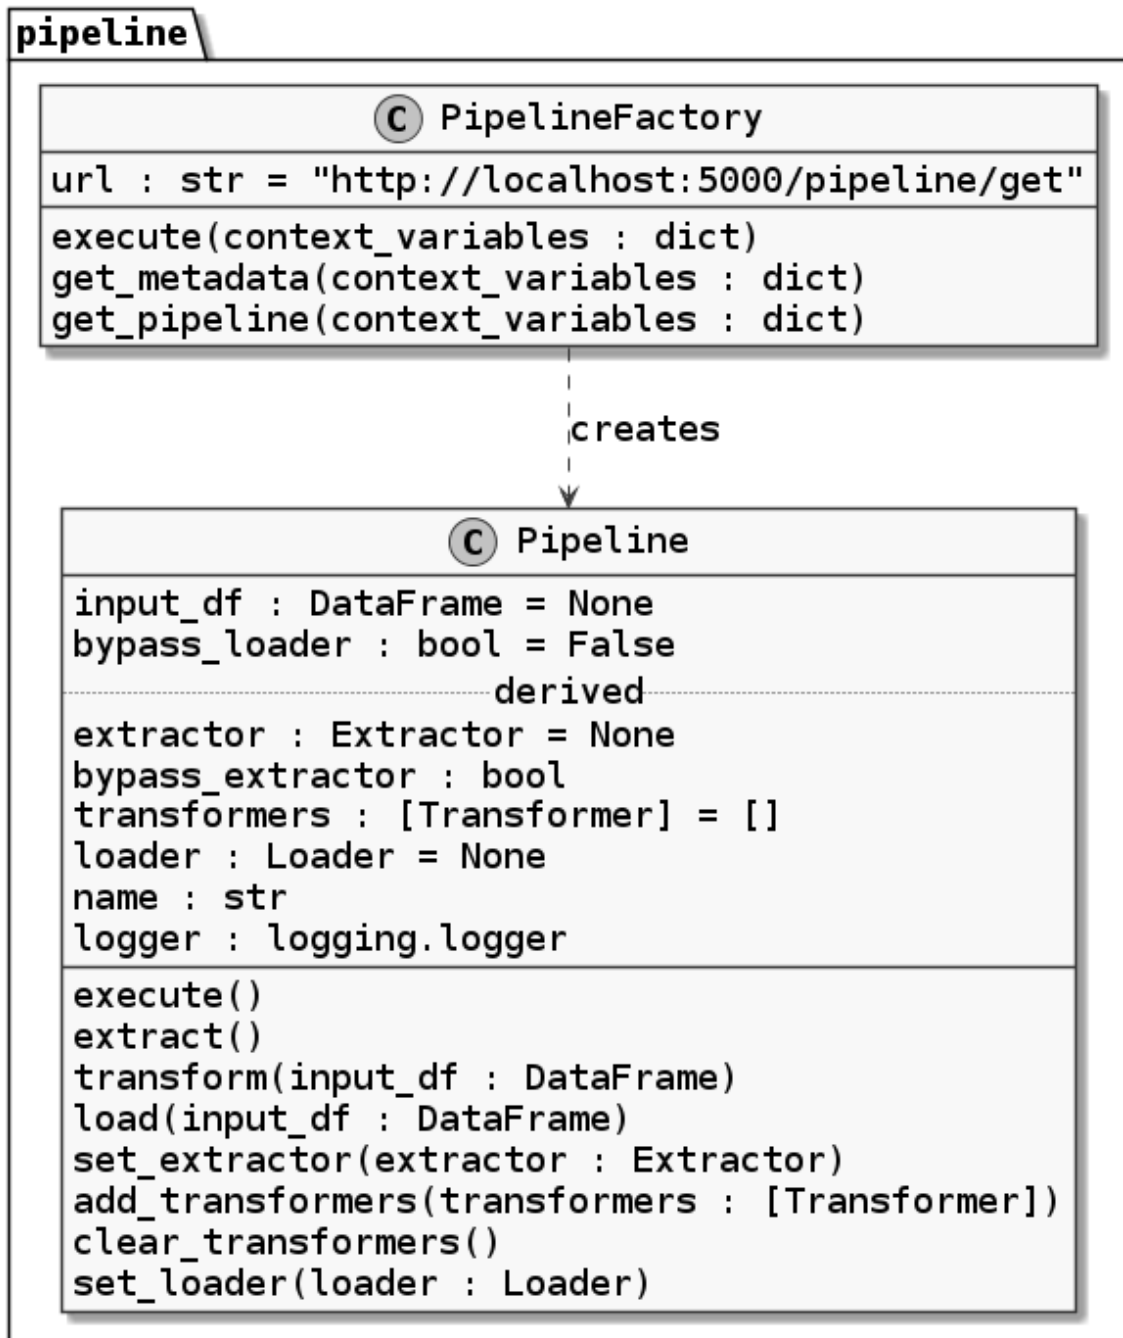 pipeline
C PipelineFactory
url : str = "http://localhost:5000/pipeline/get"
execute(context_variables : dict)
get_metadata(context_variables : dict)
get_pipeline(context_variables : dict)
creates
C Pipeline
input_df : DataFrame = None
bypass_loader : bool = False
derived
extractor : Extractor = None
bypass_extractor : bool
transformers : [Transformer] = []
loader : Loader = None
name : str
logger : logging.logger
execute()
extract()
transform(input_df : DataFrame)
load(input_df : DataFrame)
set_extractor(extractor : Extractor)
add_transformers(transformers : [Transformer])
clear_transformers()
set_loader(loader : Loader)